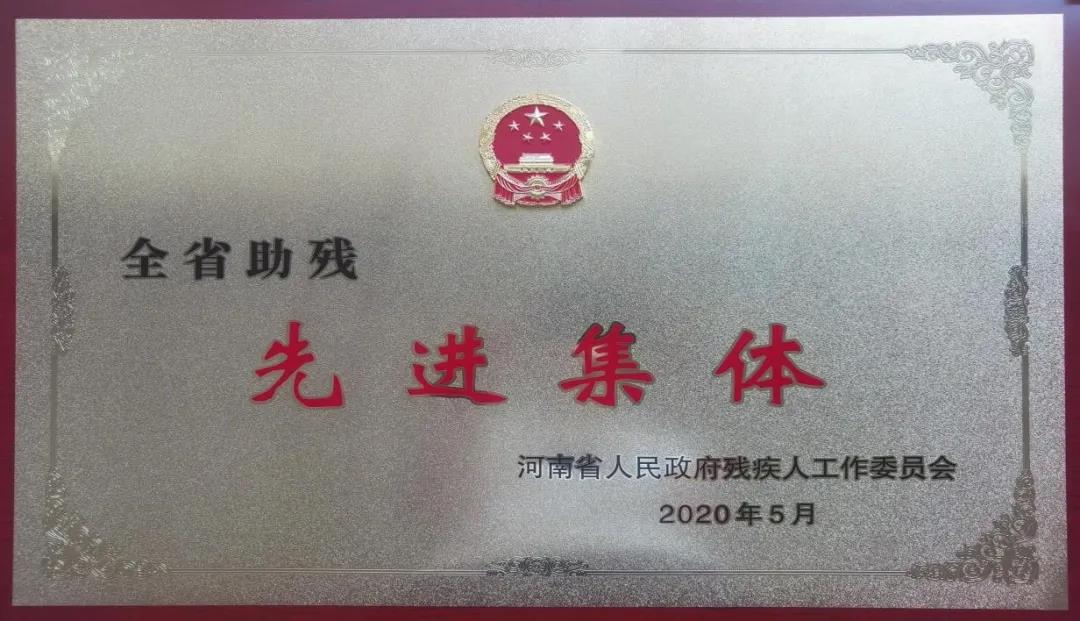 全省助残
先进集体
河南省人民政府残疾人工作委员会
2020年5月